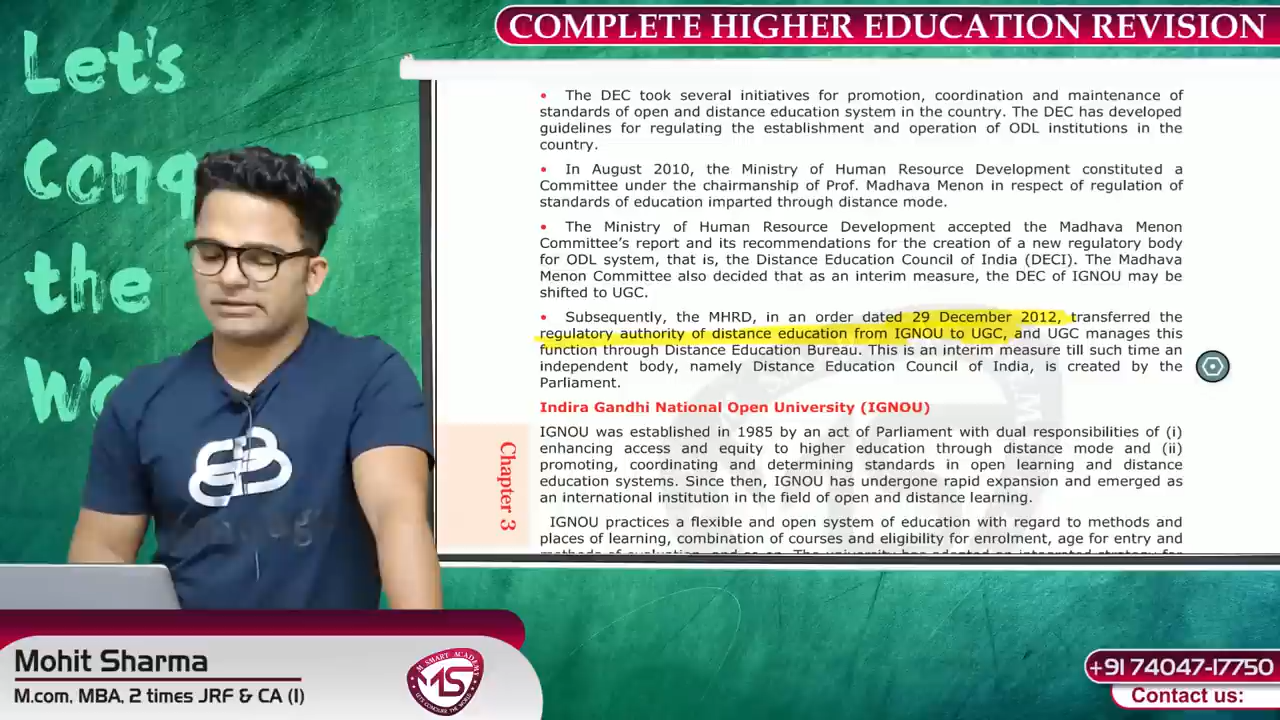 COMPLETE HIGHER EDUCATION REVISION
Let's
the
• The DEC took several initiatives for promotion, coordination and maintenance of
standards of open and distance education system in the country. The DEC has developed
guidelines for regulating the establishment and operation of ODL institutions in the
country.
• In August 2010, the Ministry of Human Resource Development constituted a
Committee under the chairmanship of Prof. Madhava Menon in respect of regulation of
standards of education imparted through distance mode.
• The Ministry of Human Resource Development accepted the Madhava Menon
Committee's report and its recommendations for the creation of a new regulatory body
for ODL system, that is, the Distance Education Council of India (DECI). The Madhava
Menon Committee also decided that as an interim measure, the DEC of IGNOU may be
shifted to UGC.
• Subsequently, the MHRD, in an order dated 29 December 2012, transferred the
regulatory authority of distance education from IGNOU to UGC, and UGC manages this
function through Distance Education Bureau. This is an interim measure till such time an
independent body, namely Distance Education Council of India, is created by the
Parliament.
Indira Gandhi National Open University (IGNOU)
IGNOU was established in 1985 by an act of Parliament with dual responsibilities of (i)
enhancing access and equity to higher education through distance mode and (ii)
promoting, coordinating and determining standards in open learning and distance
education systems. Since then, IGNOU has undergone rapid expansion and emerged as
an international institution in the field of open and distance learning.
IGNOU practices a flexible and open system of education with regard to methods and
places of learning, combination of courses and eligibility for enrolment, age for entry and
Chapter 3
Mohit Sharma
M.com, MBA, 2 times JRF & CA (I)
M SMART ACADEMY
MS
LETS CONQUER THE WORLD
+91 74047-17750
Contact us: